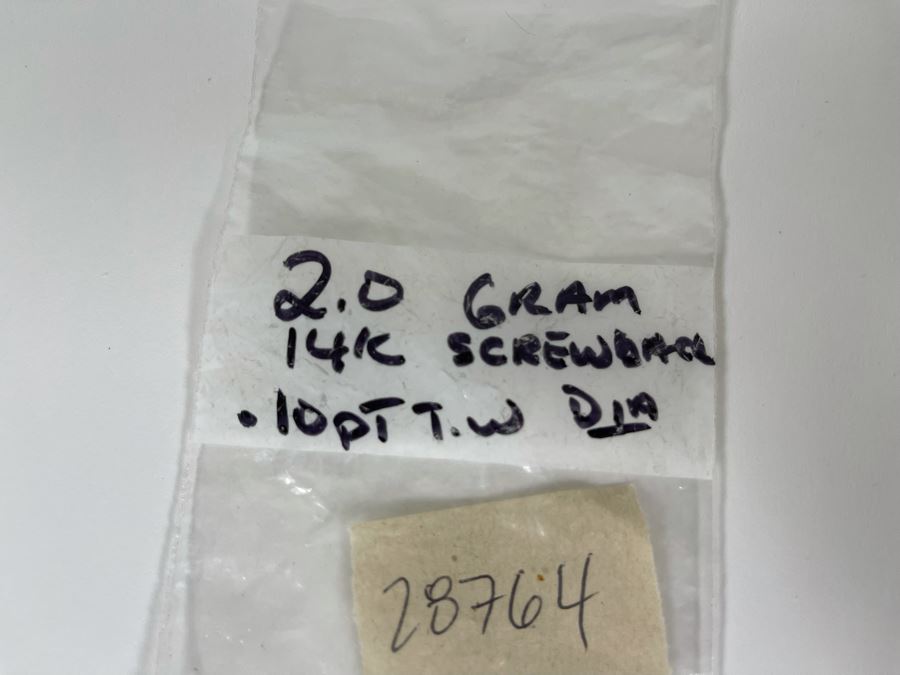 2.0 GRAM
14K SCREWBACK
.10pT T.W DIA
28764